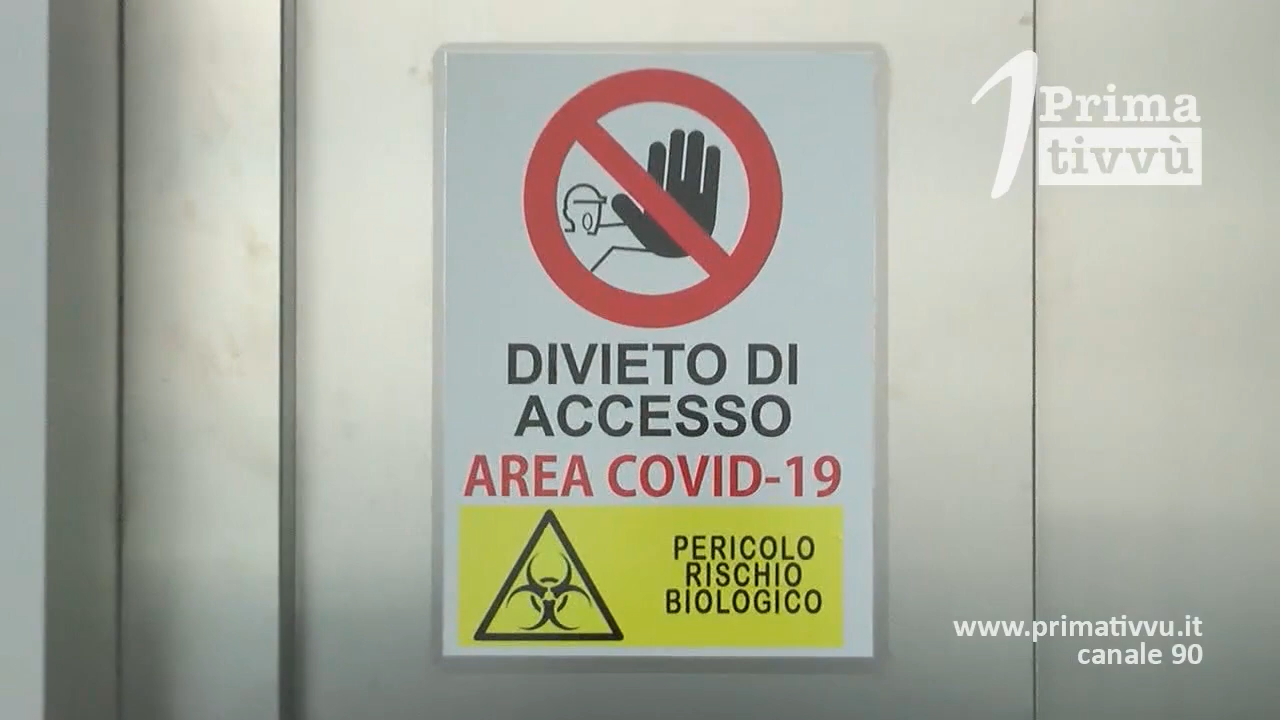 1 Prima
tivvù
DIVIETO DI
ACCESSO
AREA COVID-19
PERICOLO
RISCHIO
BIOLOGICO
www.primativvu.it
canale 90